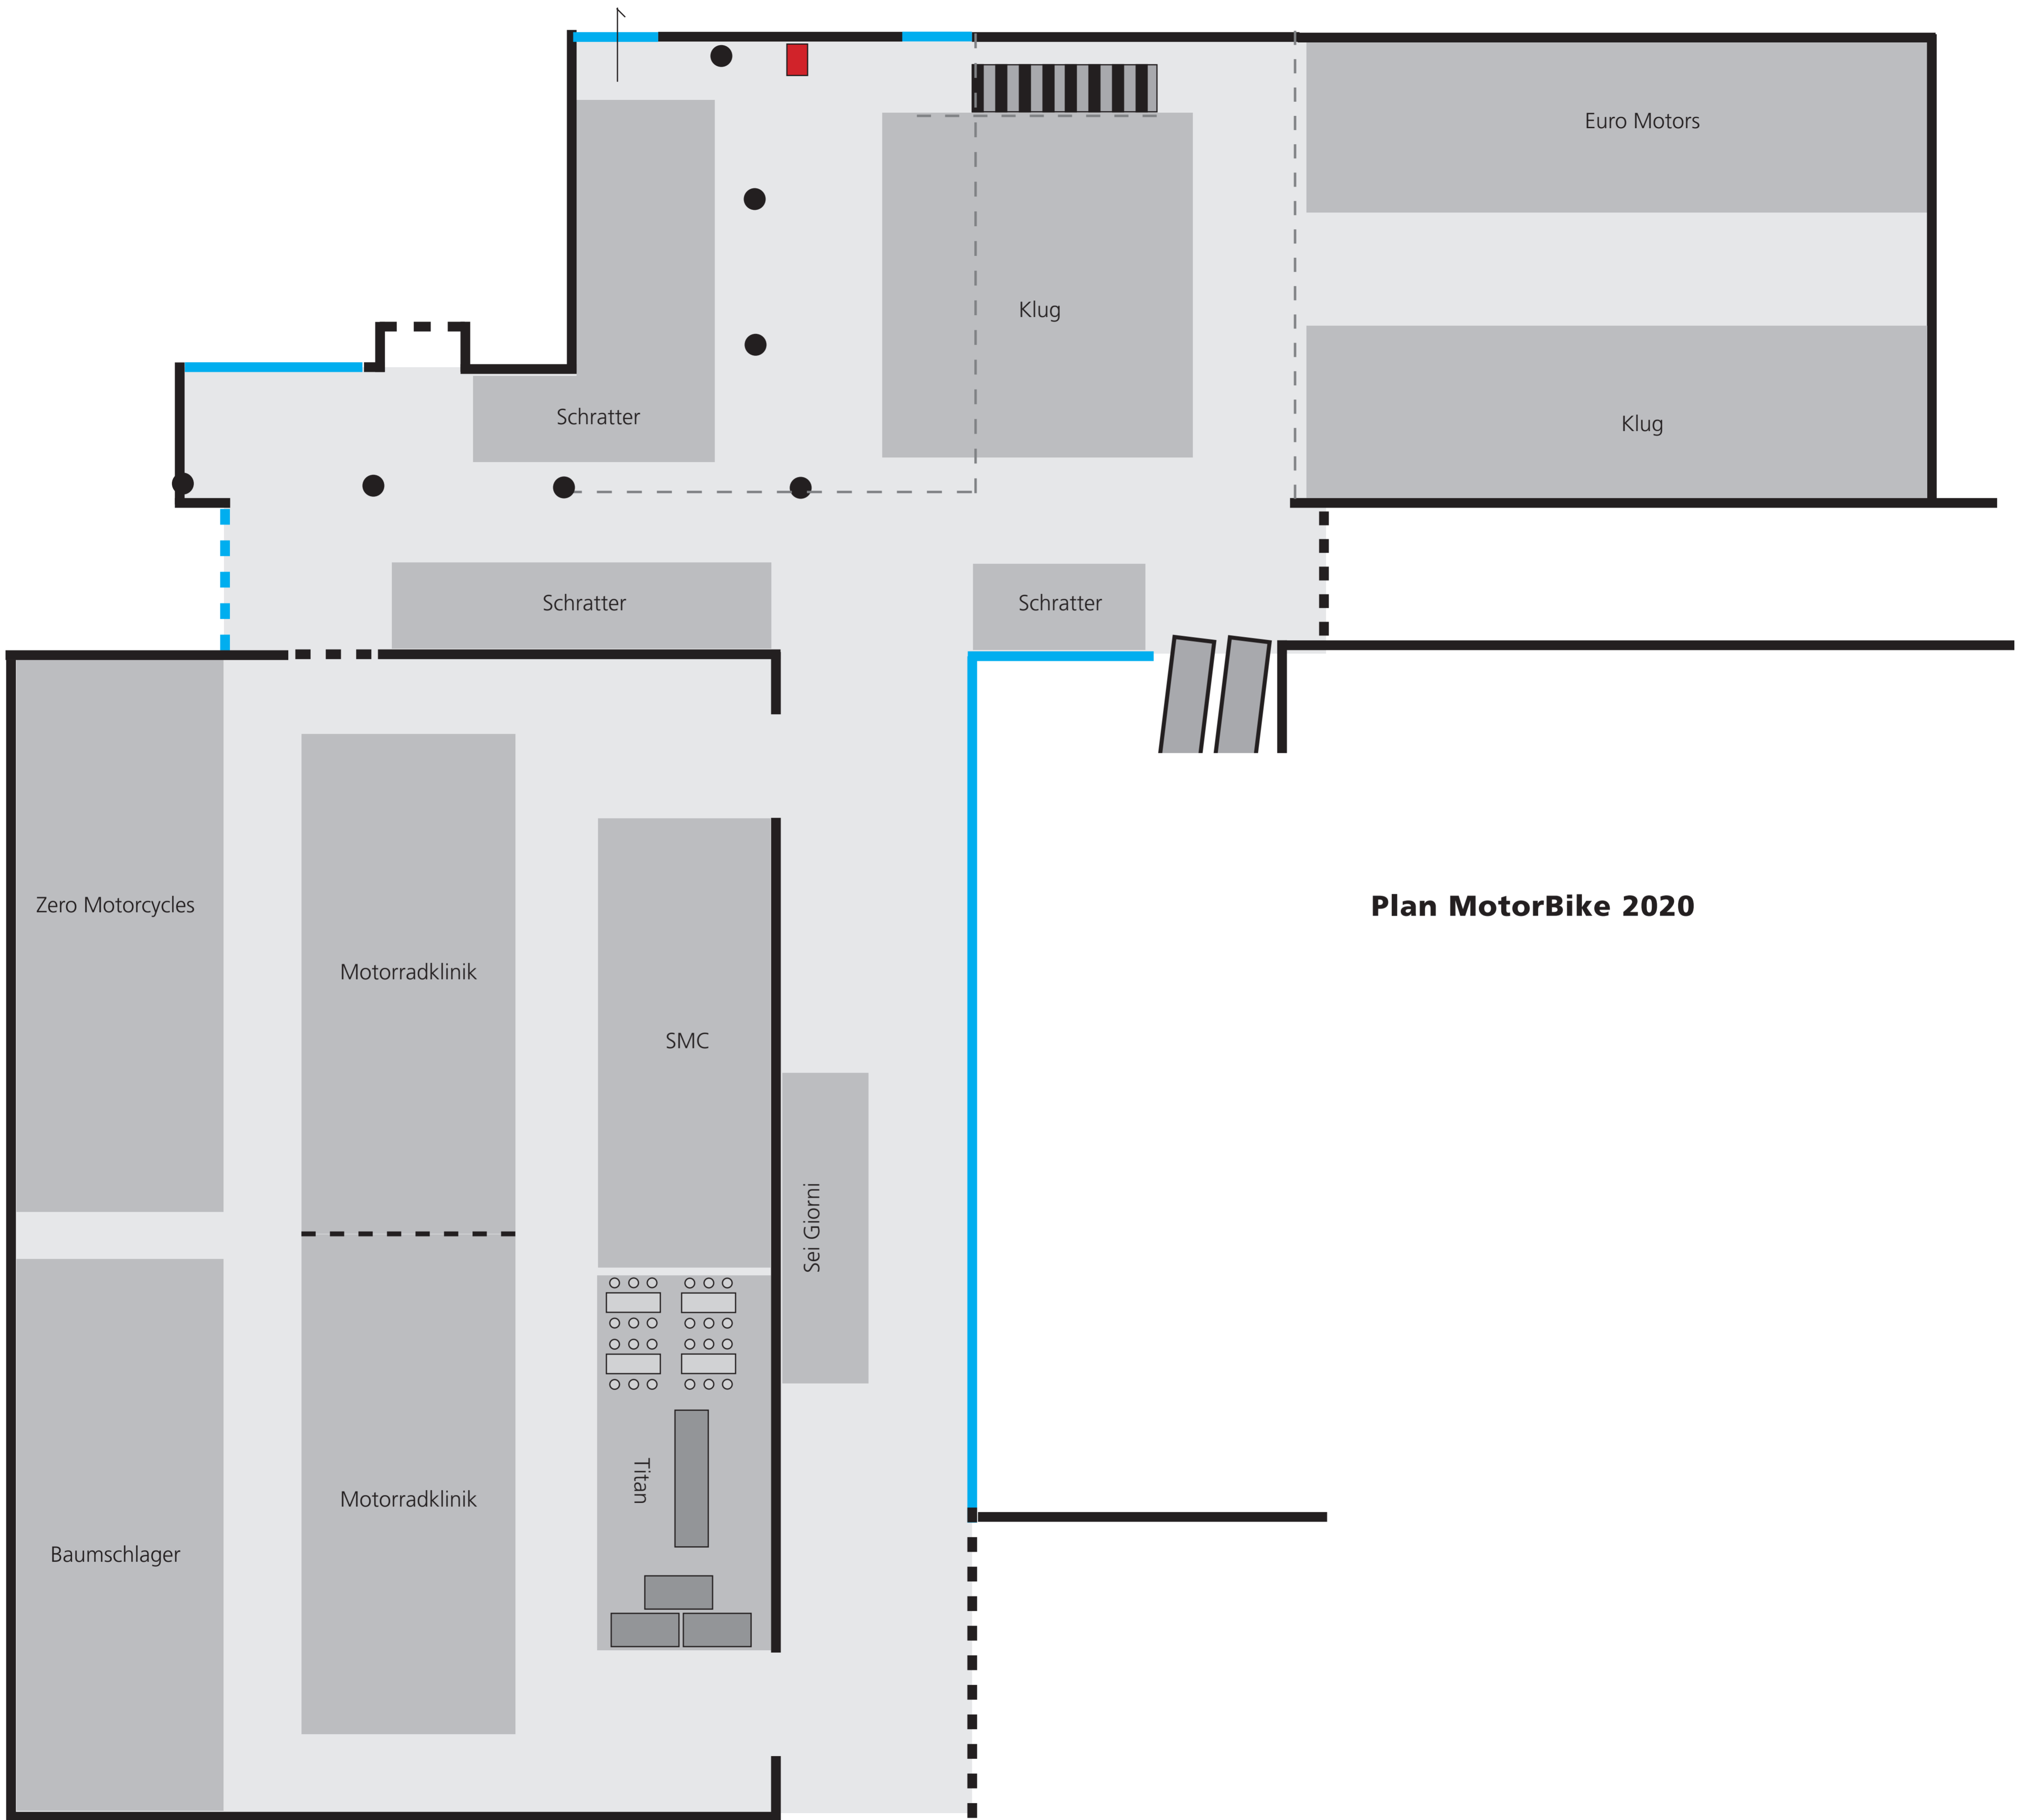 Euro Motors
Klug
Klug
Schratter
Schratter
Schratter
Zero Motorcycles
Plan MotorBike 2020
Motorradklinik
SMC
Sei Giorni
Titan
Motorradklinik
Baumschlager